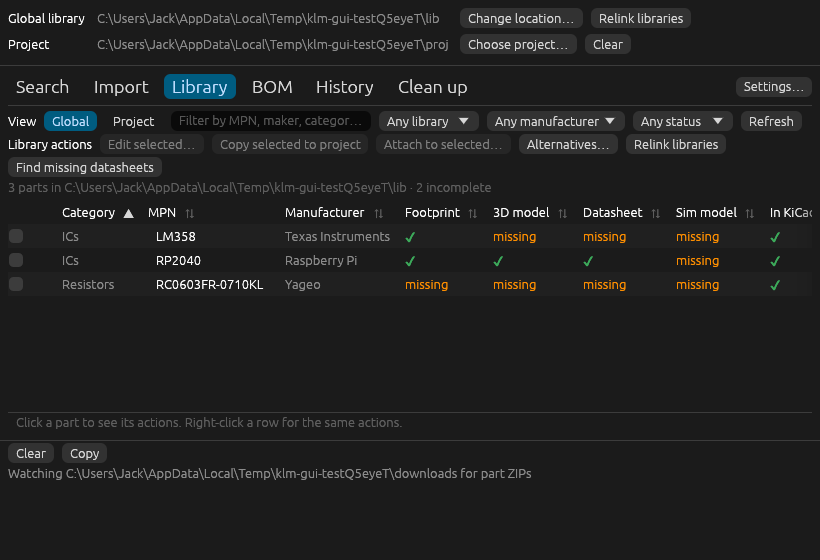 Global library C:\Users\Jack\AppData\Local\Temp\klm-gui-testQ5eyeT\lib Change location… Relink libraries
Project C:\Users\Jack\AppData\Local\Temp\klm-gui-testQ5eyeT\proj Choose project… Clear
Search Import Library BOM History Clean up Settings…
View Global Project Filter by MPN, maker, categor… Any library Any manufacturer Any status Refresh
Library actions Edit selected… Copy selected to project Attach to selected… Alternatives… Relink libraries
Find missing datasheets
3 parts in C:\Users\Jack\AppData\Local\Temp\klm-gui-testQ5eyeT\lib · 2 incomplete
Category ▲ MPN Manufacturer Footprint 3D model Datasheet Sim model In KiCad
ICs LM358 Texas Instruments ✓ missing missing missing ✓
ICs RP2040 Raspberry Pi ✓ ✓ ✓ missing ✓
Resistors RC0603FR-0710KL Yageo missing missing missing missing ✓
Click a part to see its actions. Right-click a row for the same actions.
Clear Copy
Watching C:\Users\Jack\AppData\Local\Temp\klm-gui-testQ5eyeT\downloads for part ZIPs